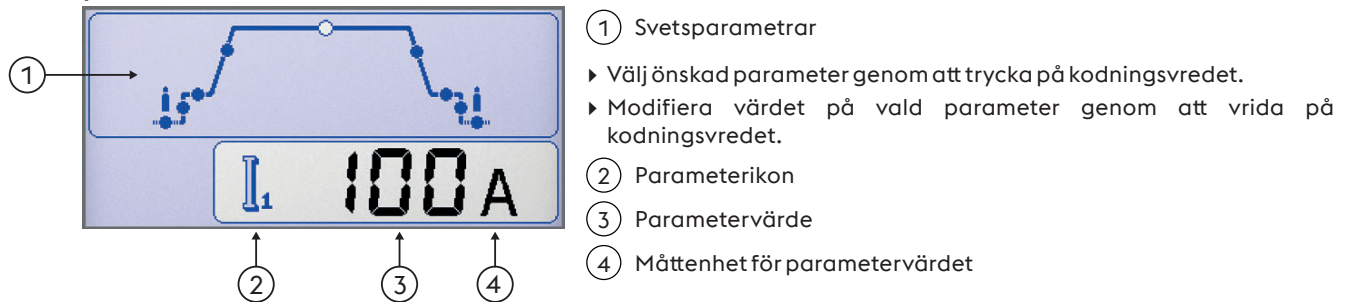 1
1 Svetsparametrar
Välj önskad parameter genom att trycka på kodningsvredet.
Modifiera värdet på vald parameter genom att vrida på
kodningsvredet.
I1 100 A
2 Parameterikon
3 Parametervärde
4 Måttenhet för parametervärdet
2 3 4